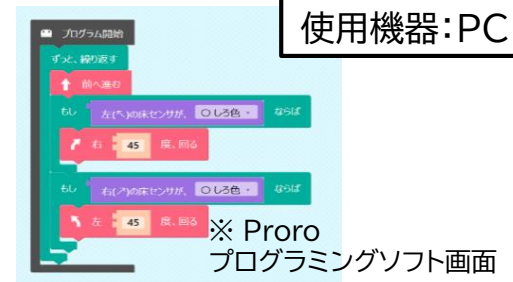 使用機器:PC
プログラム開始
ずっと、繰り返す
前へ進む
もし 左(↖)の床センサが、 しろ色 ならば
右 45 度、回る
もし 右(↗)の床センサが、 しろ色 ならば
左 45 度、回る
※ Proro
プログラミングソフト画面